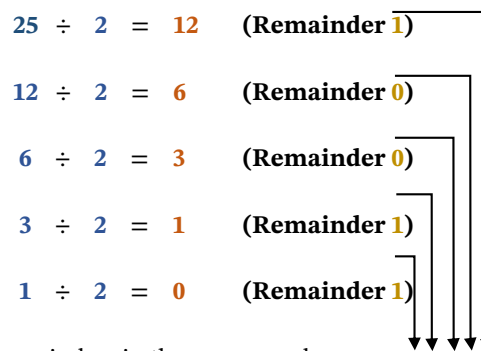 25 ÷ 2 = 12 (Remainder 1)
12 ÷ 2 = 6 (Remainder 0)
6 ÷ 2 = 3 (Remainder 0)
3 ÷ 2 = 1 (Remainder 1)
1 ÷ 2 = 0 (Remainder 1)